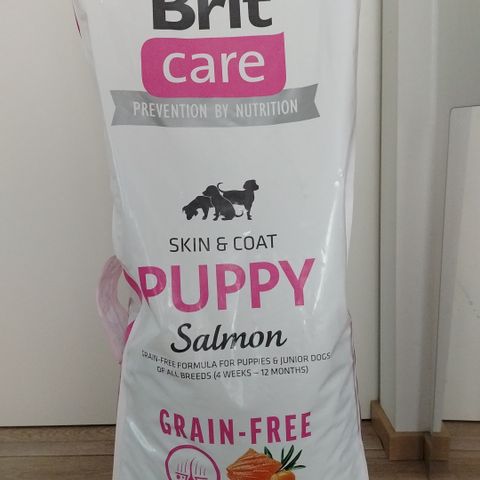 Brit
care
PREVENTION BY NUTRITION
SKIN & COAT
PUPPY
Salmon
GRAIN-FREE FORMULA FOR PUPPIES & JUNIOR DOGS
OF ALL BREEDS (4 WEEKS – 12 MONTHS)
GRAIN-FREE